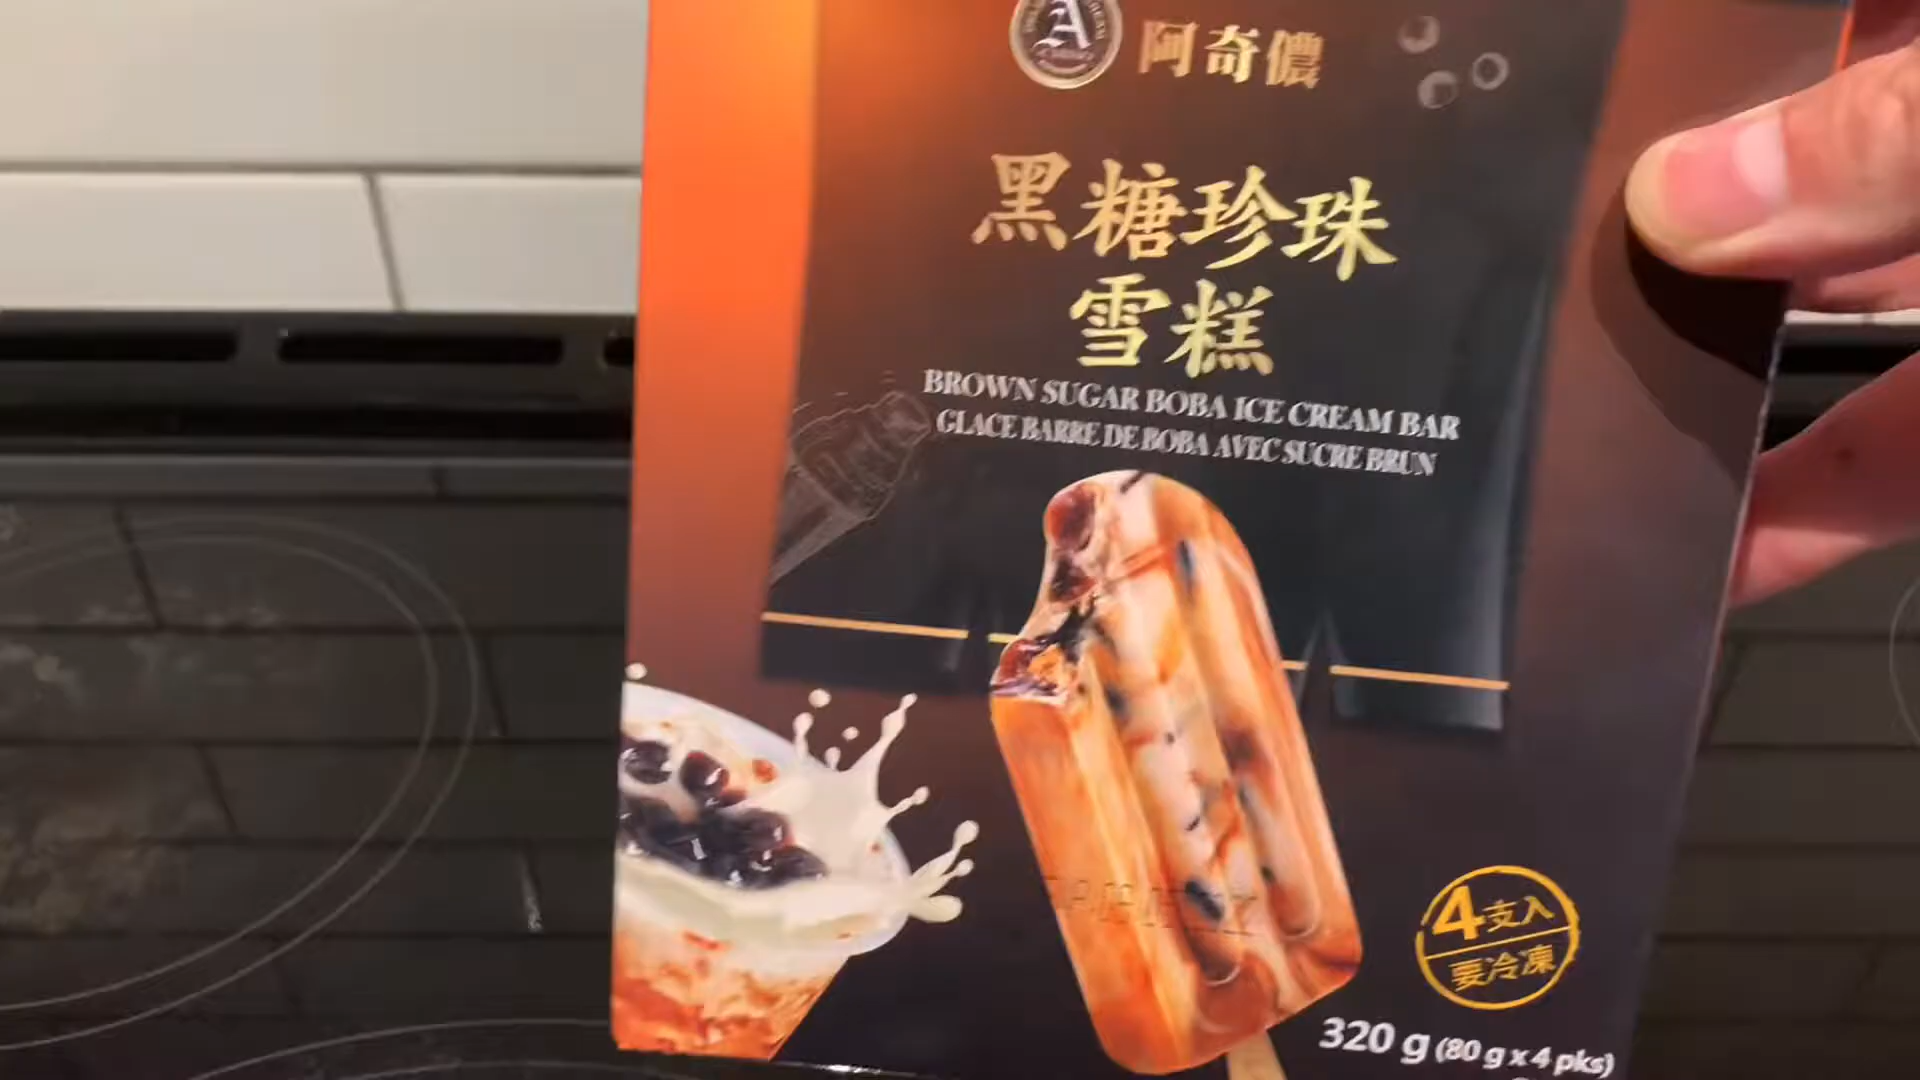 阿奇儂
黑糖珍珠
雪糕
BROWN SUGAR BOBA ICE CREAM BAR
GLACE BARRE DE BOBA AVEC SUCRE BRUN
4支入
要冷凍
320 g (80 g x 4 pks)